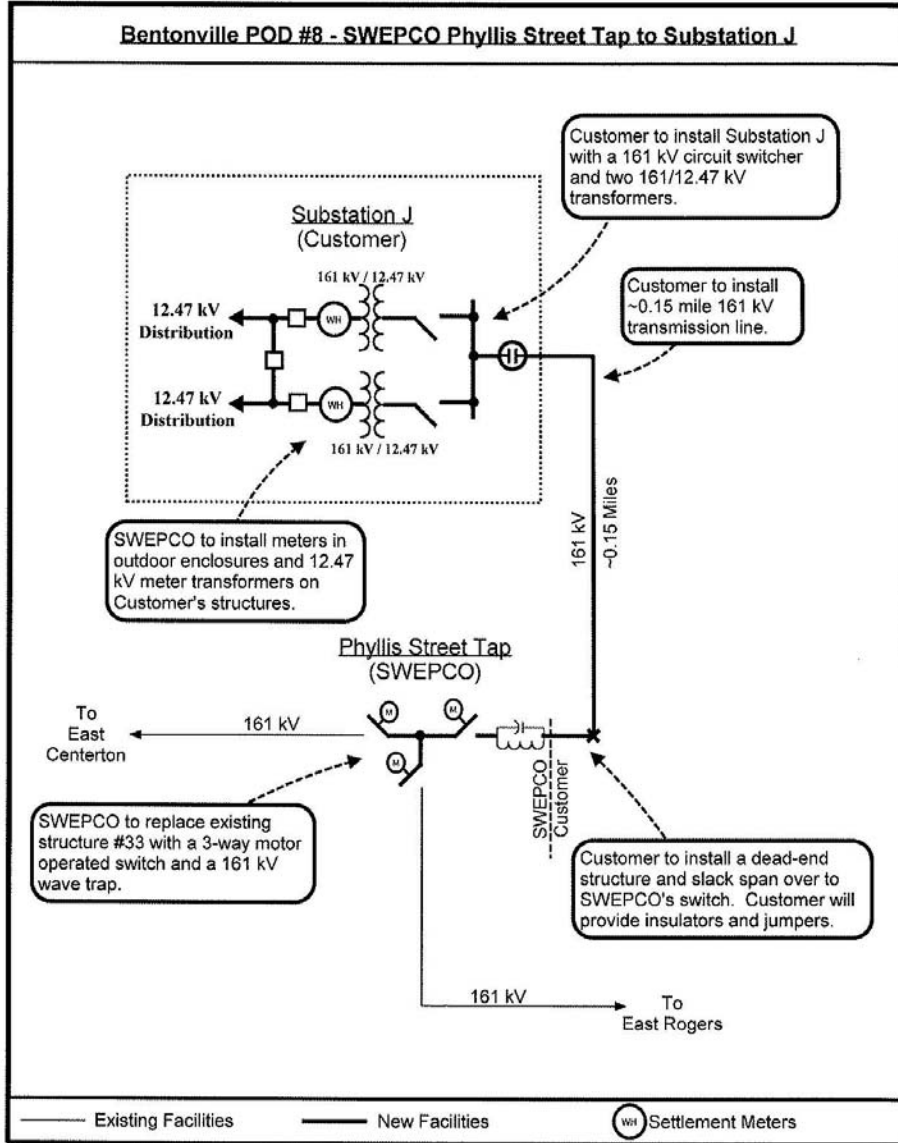 Bentonville POD #8 - SWEPCO Phyllis Street Tap to Substation J
Customer to install Substation J
with a 161 kV circuit switcher
and two 161/12.47 kV
transformers.
Substation J
(Customer)
161 kV / 12.47 kV
12.47 kV
Distribution
WH
Customer to install
~0.15 mile 161 kV
transmission line.
12.47 kV
Distribution
WH
161 kV / 12.47 kV
SWEPCO to install meters in
outdoor enclosures and 12.47
kV meter transformers on
Customer's structures.
161 kV
~0.15 Miles
Phyllis Street Tap
(SWEPCO)
To
East
Centerton
161 kV
M
M
M
SWEPCO
Customer
SWEPCO to replace existing
structure #33 with a 3-way motor
operated switch and a 161 kV
wave trap.
Customer to install a dead-end
structure and slack span over to
SWEPCO's switch. Customer will
provide insulators and jumpers.
161 kV
To
East Rogers
Existing Facilities
New Facilities
WH
Settlement Meters